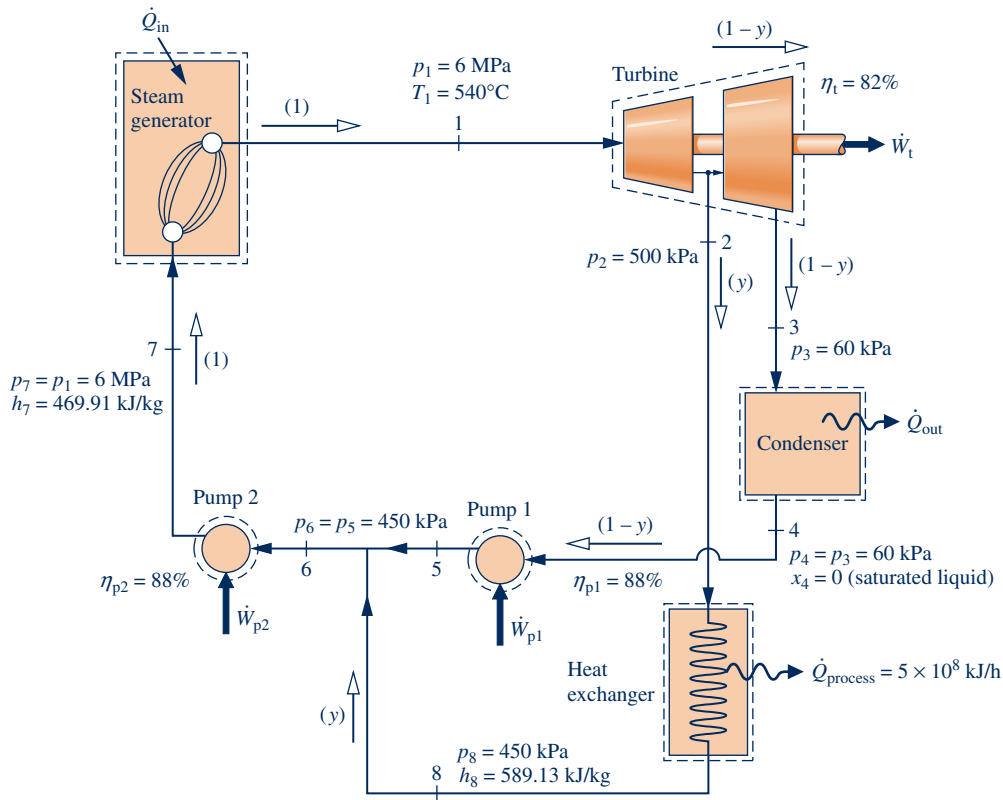 Q̇in
Steam
generator
(1)
p1 = 6 MPa
T1 = 540°C
1
Turbine
(1 – y)
ηt = 82%
Ẇt
2
p2 = 500 kPa
(y)
(1 – y)
3
p3 = 60 kPa
7
(1)
p7 = p1 = 6 MPa
h7 = 469.91 kJ/kg
Condenser
Q̇out
Pump 2
p6 = p5 = 450 kPa
Pump 1
(1 – y)
4
p4 = p3 = 60 kPa
x4 = 0 (saturated liquid)
6
5
ηp2 = 88%
ηp1 = 88%
Ẇp2
Ẇp1
Heat
exchanger
Q̇process = 5 × 10⁸ kJ/h
(y)
p8 = 450 kPa
8
h8 = 589.13 kJ/kg